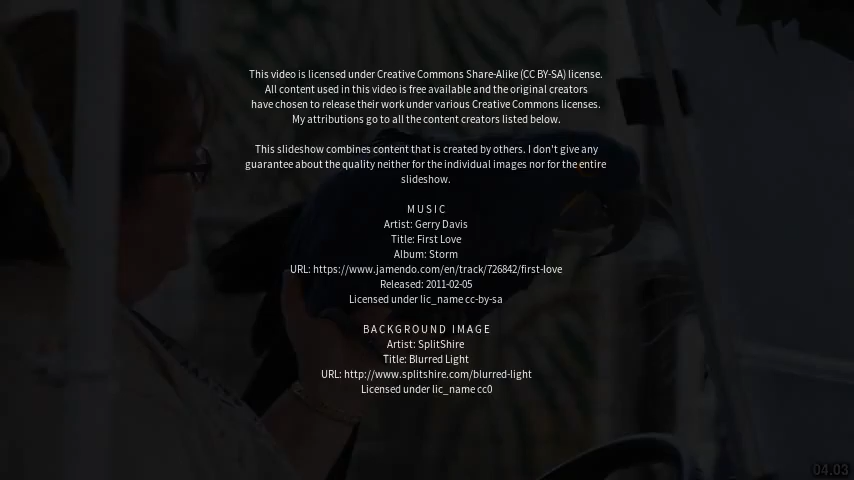 This video is licensed under Creative Commons Share-Alike (CC BY-SA) license.
All content used in this video is free available and the original creators
have chosen to release their work under various Creative Commons licenses.
My attributions go to all the content creators listed below.
This slideshow combines content that is created by others. I don't give any
guarantee about the quality neither for the individual images nor for the entire
slideshow.
MUSIC
Artist: Gerry Davis
Title: First Love
Album: Storm
URL: https://www.jamendo.com/en/track/726842/first-love
Released: 2011-02-05
Licensed under lic_name cc-by-sa
BACKGROUND IMAGE
Artist: SplitShire
Title: Blurred Light
URL: http://www.splitshire.com/blurred-light
Licensed under lic_name cc0
04.03